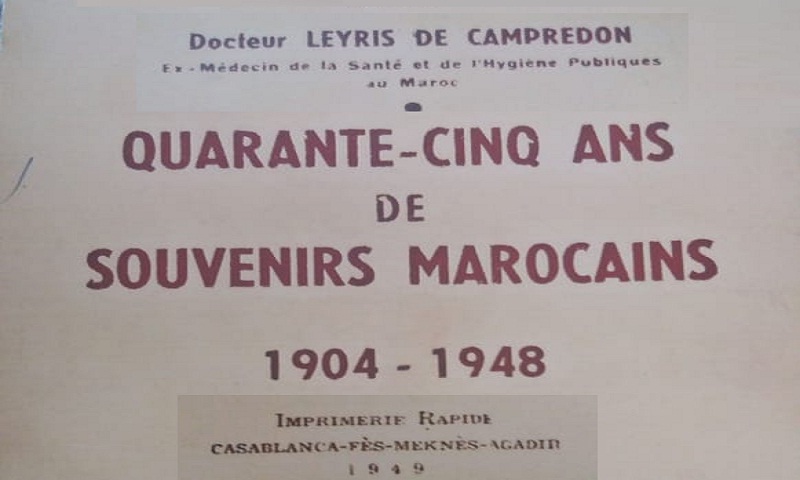 Docteur LEYRIS DE CAMPREDON
Ex-Médecin de la Santé et de l'Hygiène Publiques
au Maroc
QUARANTE-CINQ ANS
DE
SOUVENIRS MAROCAINS
1904 - 1948
IMPRIMERIE RAPIDE
CASABLANCA-FÈS-MEKNÈS-AGADIR
1949